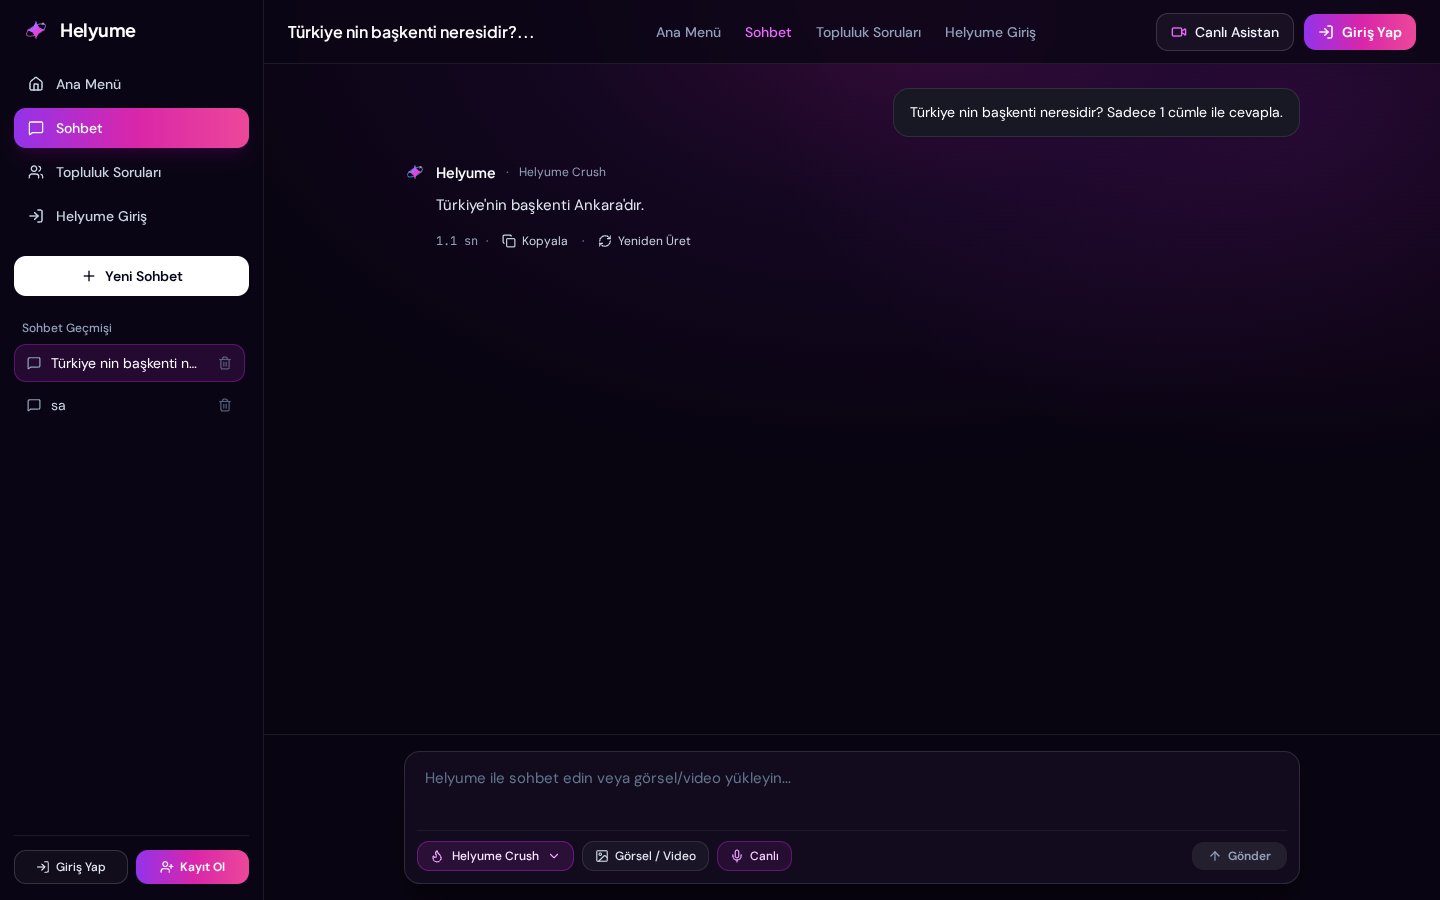 Helyume
Ana Menü
Sohbet
Topluluk Soruları
Helyume Giriş
Yeni Sohbet
Sohbet Geçmişi
Türkiye nin başkenti n...
sa
Giriş Yap
Kayıt Ol
Türkiye nin başkenti neresidir?...
Ana Menü
Sohbet
Topluluk Soruları
Helyume Giriş
Canlı Asistan
Giriş Yap
Türkiye nin başkenti neresidir? Sadece 1 cümle ile cevapla.
Helyume · Helyume Crush
Türkiye'nin başkenti Ankara'dır.
1.1 sn · Kopyala · Yeniden Üret
Helyume ile sohbet edin veya görsel/video yükleyin...
Helyume Crush
Görsel / Video
Canlı
Gönder